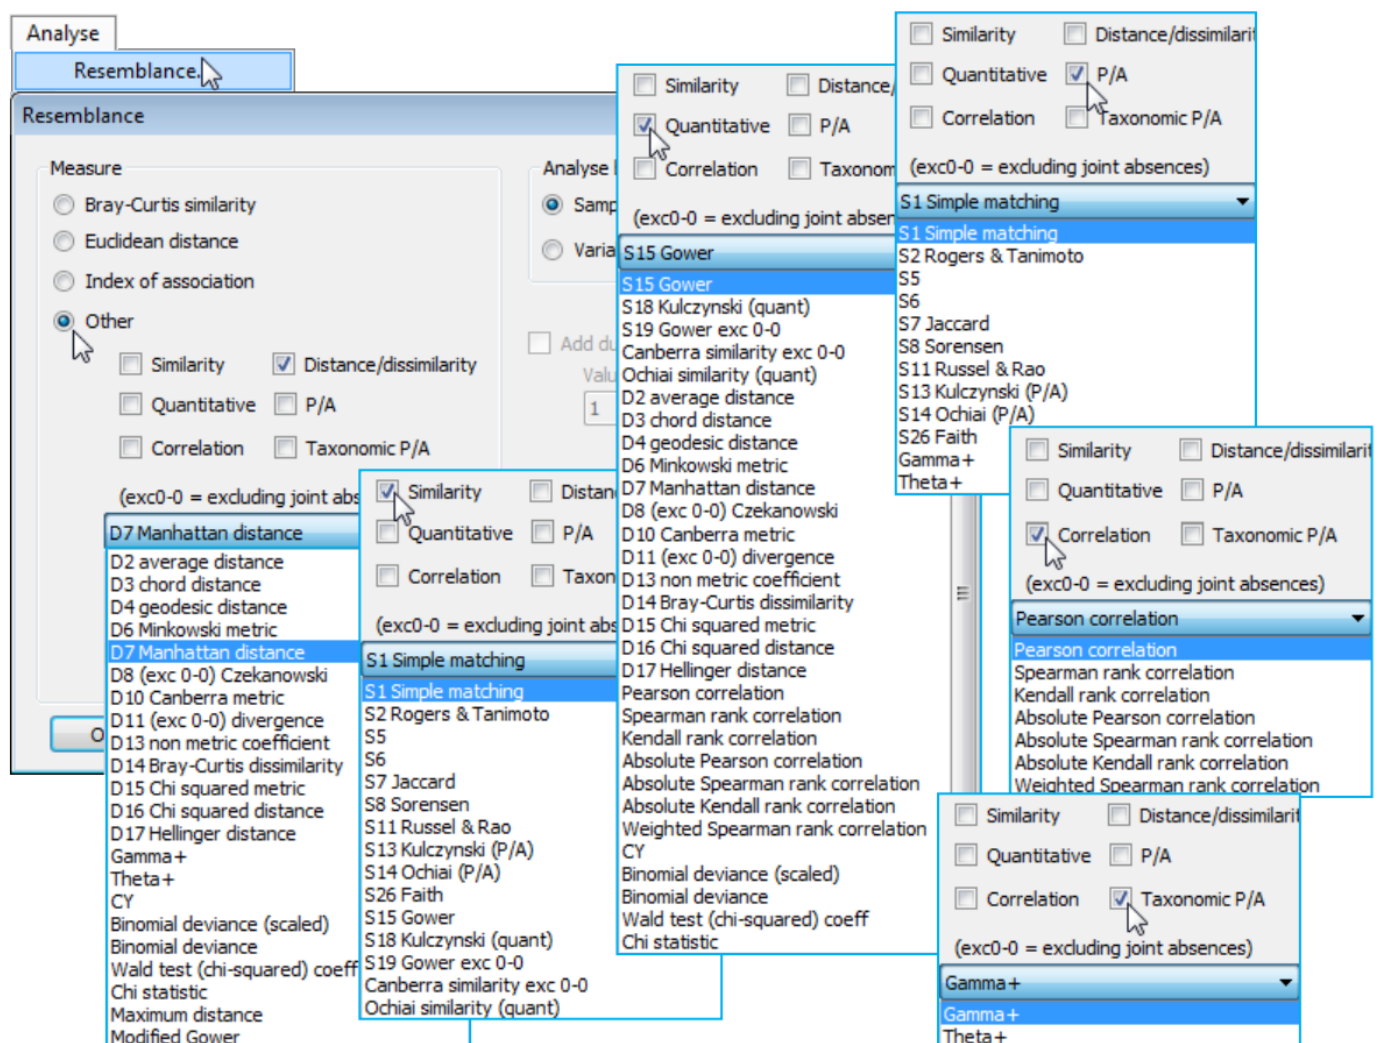 Analyse
Resemblance.
Resemblance
Measure
Bray-Curtis similarity
Euclidean distance
Index of association
Other
Similarity
Distance/dissimilarity
Quantitative
P/A
Correlation
Taxonomic P/A
(exc0-0 = excluding joint abs
D7 Manhattan distance
D2 average distance
D3 chord distance
D4 geodesic distance
D6 Minkowski metric
D7 Manhattan distance
D8 (exc 0-0) Czekanowski
D10 Canberra metric
D11 (exc 0-0) divergence
D13 non metric coefficient
D14 Bray-Curtis dissimilarity
D15 Chi squared metric
D16 Chi squared distance
D17 Hellinger distance
Gamma+
Theta+
CY
Binomial deviance (scaled)
Binomial deviance
Wald test (chi-squared) coeff
Chi statistic
Maximum distance
Modified Gower
Analyse
Samp
Varia
Add du
Valu
1
O
Similarity
Distan
Quantitative
P/A
Correlation
Taxon
(exc0-0 = excluding joint abs
S1 Simple matching
S1 Simple matching
S2 Rogers & Tanimoto
S5
S6
S7 Jaccard
S8 Sorensen
S11 Russel & Rao
S13 Kulczynski (P/A)
S14 Ochiai (P/A)
S26 Faith
S15 Gower
S18 Kulczynski (quant)
S19 Gower exc 0-0
Canberra similarity exc 0-0
Ochiai similarity (quant)
Similarity
Distance/
Quantitative
P/A
Correlation
Taxonom
(exc0-0 = excluding joint absen
S15 Gower
S15 Gower
S18 Kulczynski (quant)
S19 Gower exc 0-0
Canberra similarity exc 0-0
Ochiai similarity (quant)
D2 average distance
D3 chord distance
D4 geodesic distance
D6 Minkowski metric
D7 Manhattan distance
D8 (exc 0-0) Czekanowski
D10 Canberra metric
D11 (exc 0-0) divergence
D13 non metric coefficient
D14 Bray-Curtis dissimilarity
D15 Chi squared metric
D16 Chi squared distance
D17 Hellinger distance
Pearson correlation
Spearman rank correlation
Kendall rank correlation
Absolute Pearson correlation
Absolute Spearman rank correlation
Absolute Kendall rank correlation
Weighted Spearman rank correlation
CY
Binomial deviance (scaled)
Binomial deviance
Wald test (chi-squared) coeff
Chi statistic
Similarity
Distance/dissimilarit
Quantitative
P/A
Correlation
Taxonomic P/A
(exc0-0 = excluding joint absences)
S1 Simple matching
S1 Simple matching
S2 Rogers & Tanimoto
S5
S6
S7 Jaccard
S8 Sorensen
S11 Russel & Rao
S13 Kulczynski (P/A)
S14 Ochiai (P/A)
S26 Faith
Gamma+
Theta+
Similarity
Distance/dissimilarit
Quantitative
P/A
Correlation
Taxonomic P/A
(exc0-0 = excluding joint absences)
Pearson correlation
Pearson correlation
Spearman rank correlation
Kendall rank correlation
Absolute Pearson correlation
Absolute Spearman rank correlation
Absolute Kendall rank correlation
Weighted Spearman rank correlation
Similarity
Distance/dissimilarit
Quantitative
P/A
Correlation
Taxonomic P/A
(exc0-0 = excluding joint absences)
Gamma+
Gamma+
Theta+